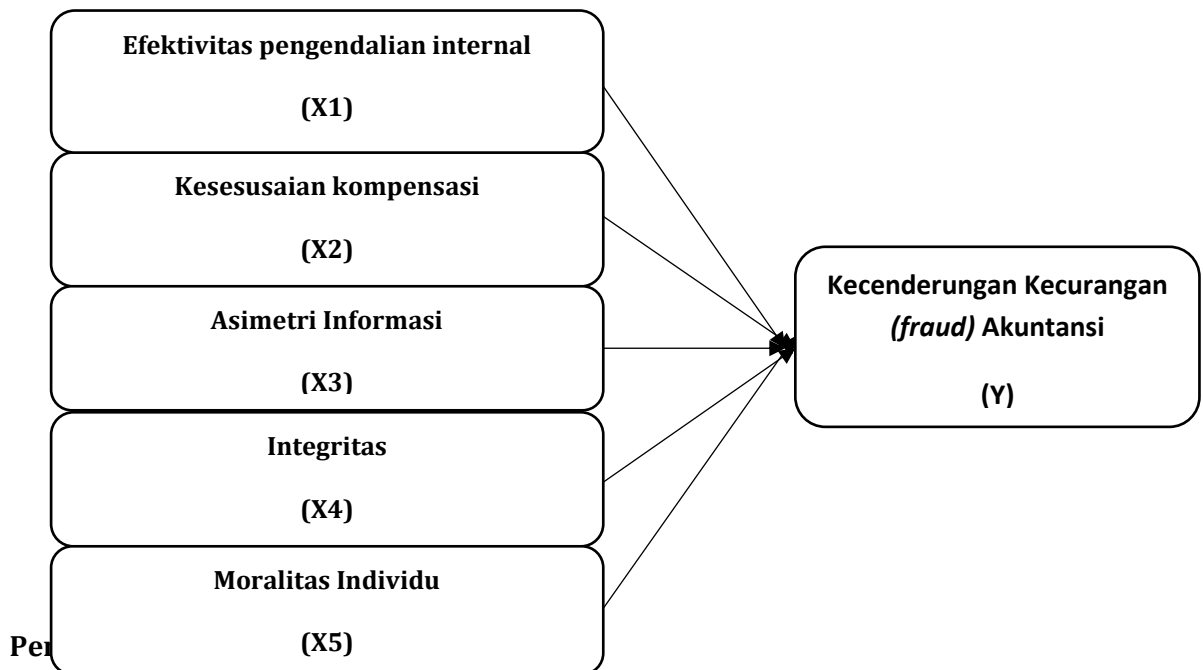 Efektivitas pengendalian internal
(X1)
Kesesusaian kompensasi
(X2)
Asimetri Informasi
(X3)
Integritas
(X4)
Moralitas Individu
(X5)
Kecenderungan Kecurangan
(fraud) Akuntansi
(Y)